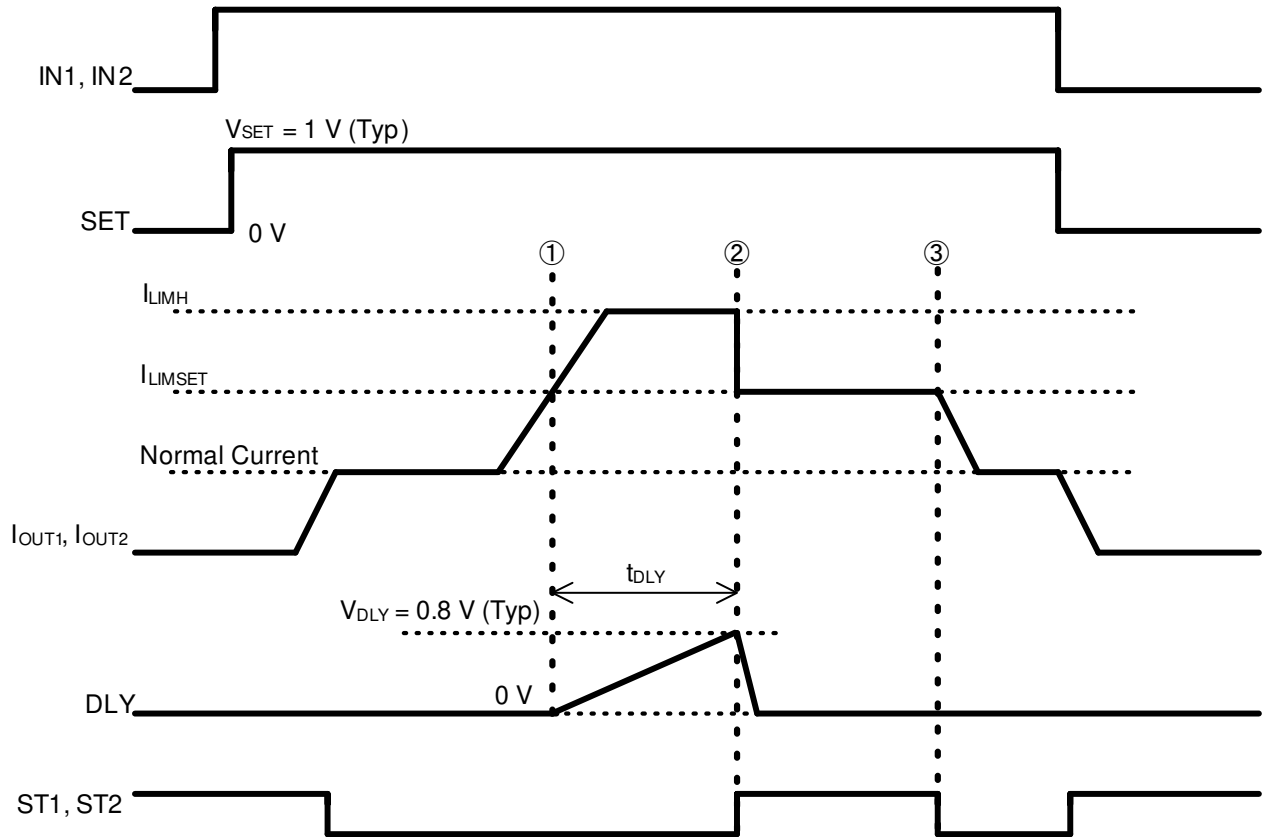 IN1, IN2
VSET = 1 V (Typ)
SET
0 V
① ② ③
ILIMH
ILIMSET
Normal Current
IOUT1, IOUT2
tDLY
VDLY = 0.8 V (Typ)
0 V
DLY
ST1, ST2